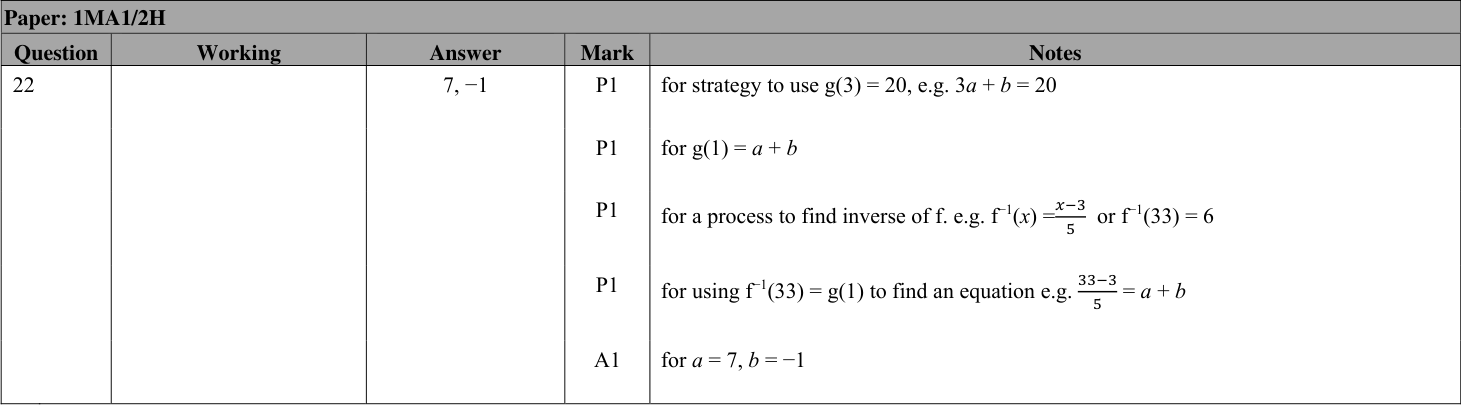 Paper: 1MA1/2H
Question Working Answer Mark Notes
22 7, −1 P1 for strategy to use g(3) = 20, e.g. 3a + b = 20
P1 for g(1) = a + b
P1 for a process to find inverse of f. e.g. f⁻¹(x) = (x−3)/5 or f⁻¹(33) = 6
P1 for using f⁻¹(33) = g(1) to find an equation e.g. (33−3)/5 = a + b
A1 for a = 7, b = −1